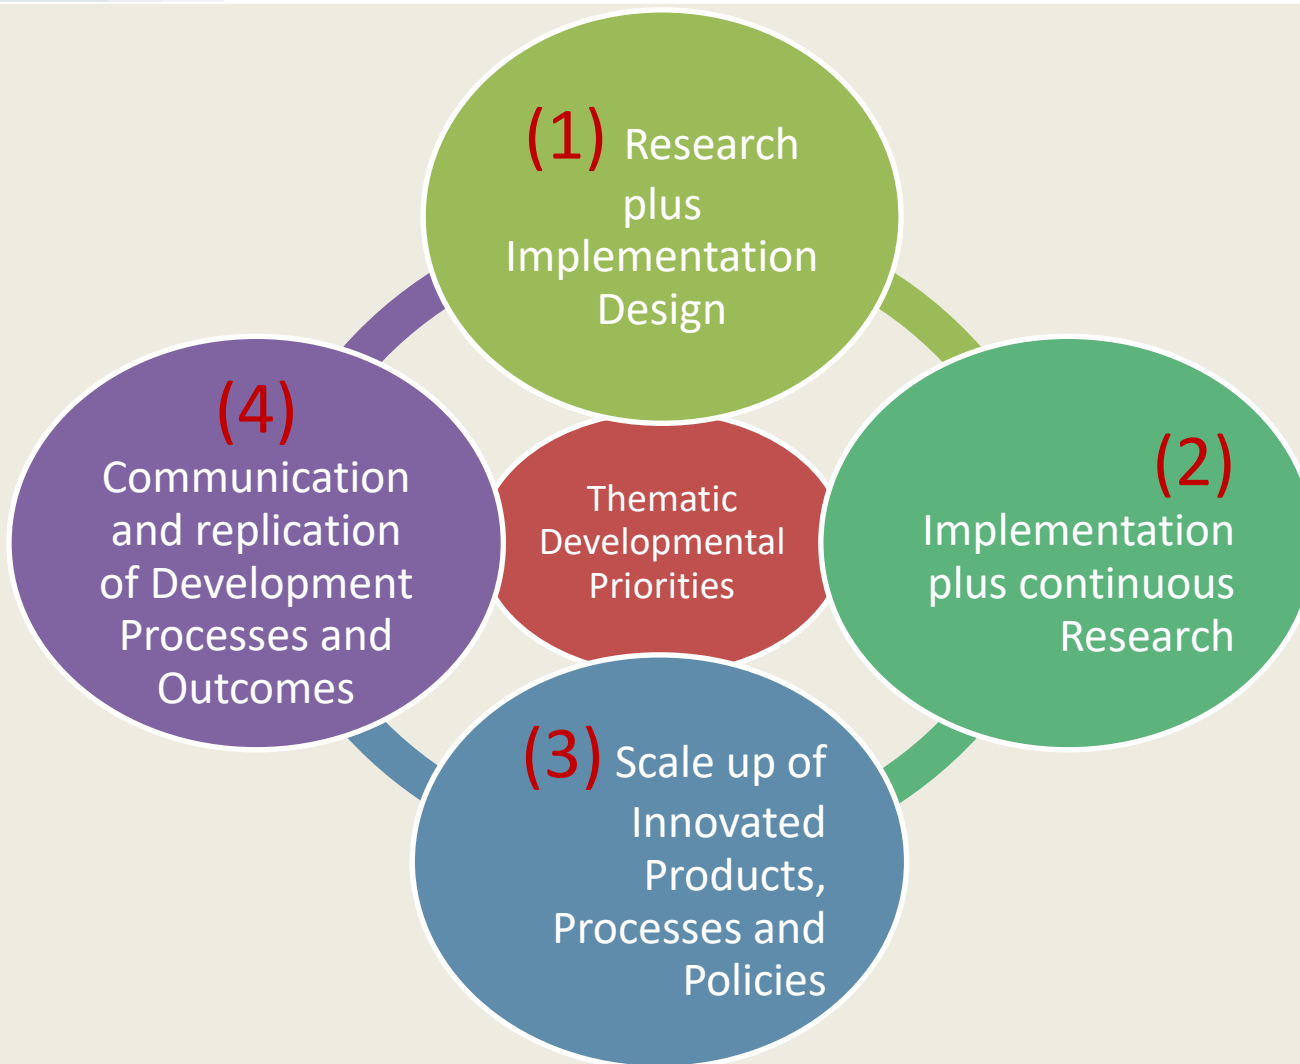 (1) Research
plus
Implementation
Design
(2)
Implementation
plus continuous
Research
(3) Scale up of
Innovated
Products,
Processes and
Policies
(4)
Communication
and replication
of Development
Processes and
Outcomes
Thematic
Developmental
Priorities